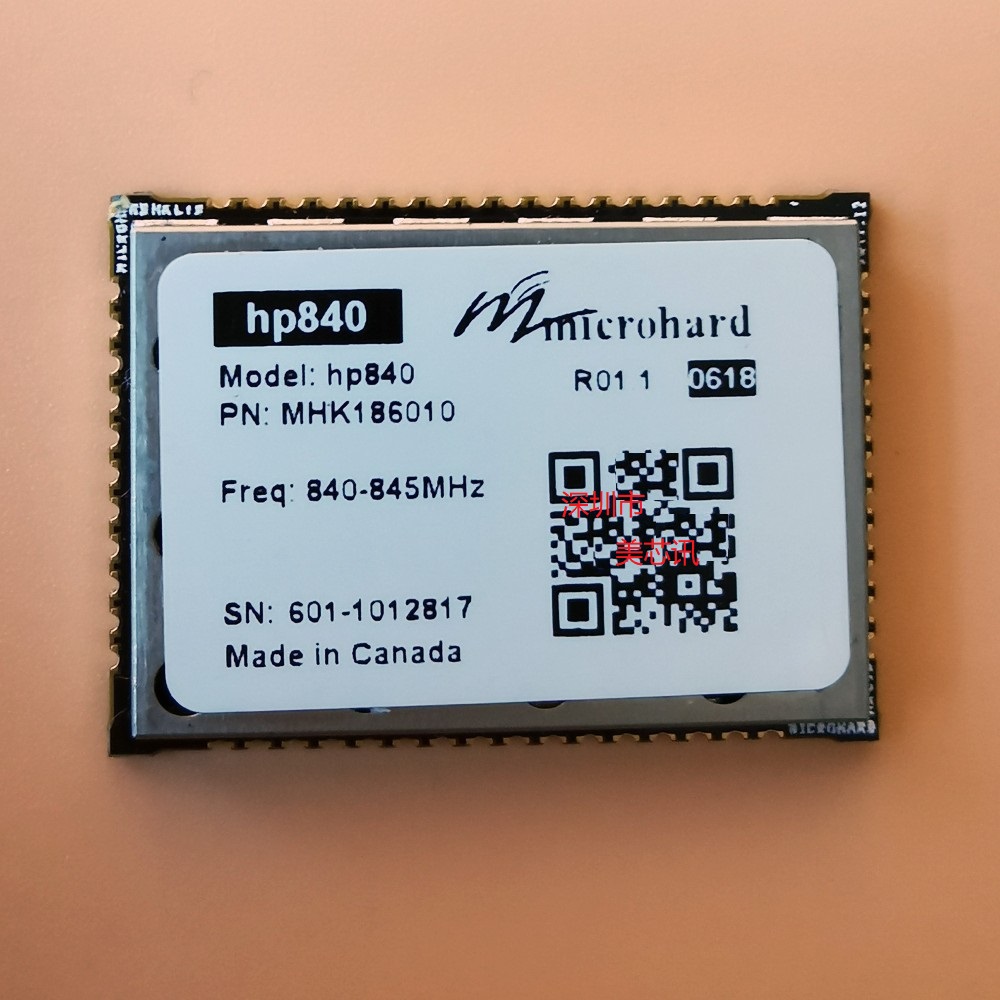 hp840
microhard
Model: hp840
R01 1 0618
PN: MHK186010
Freq: 840-845MHz
深圳市
美芯讯
SN: 601-1012817
Made in Canada
MICROHARD